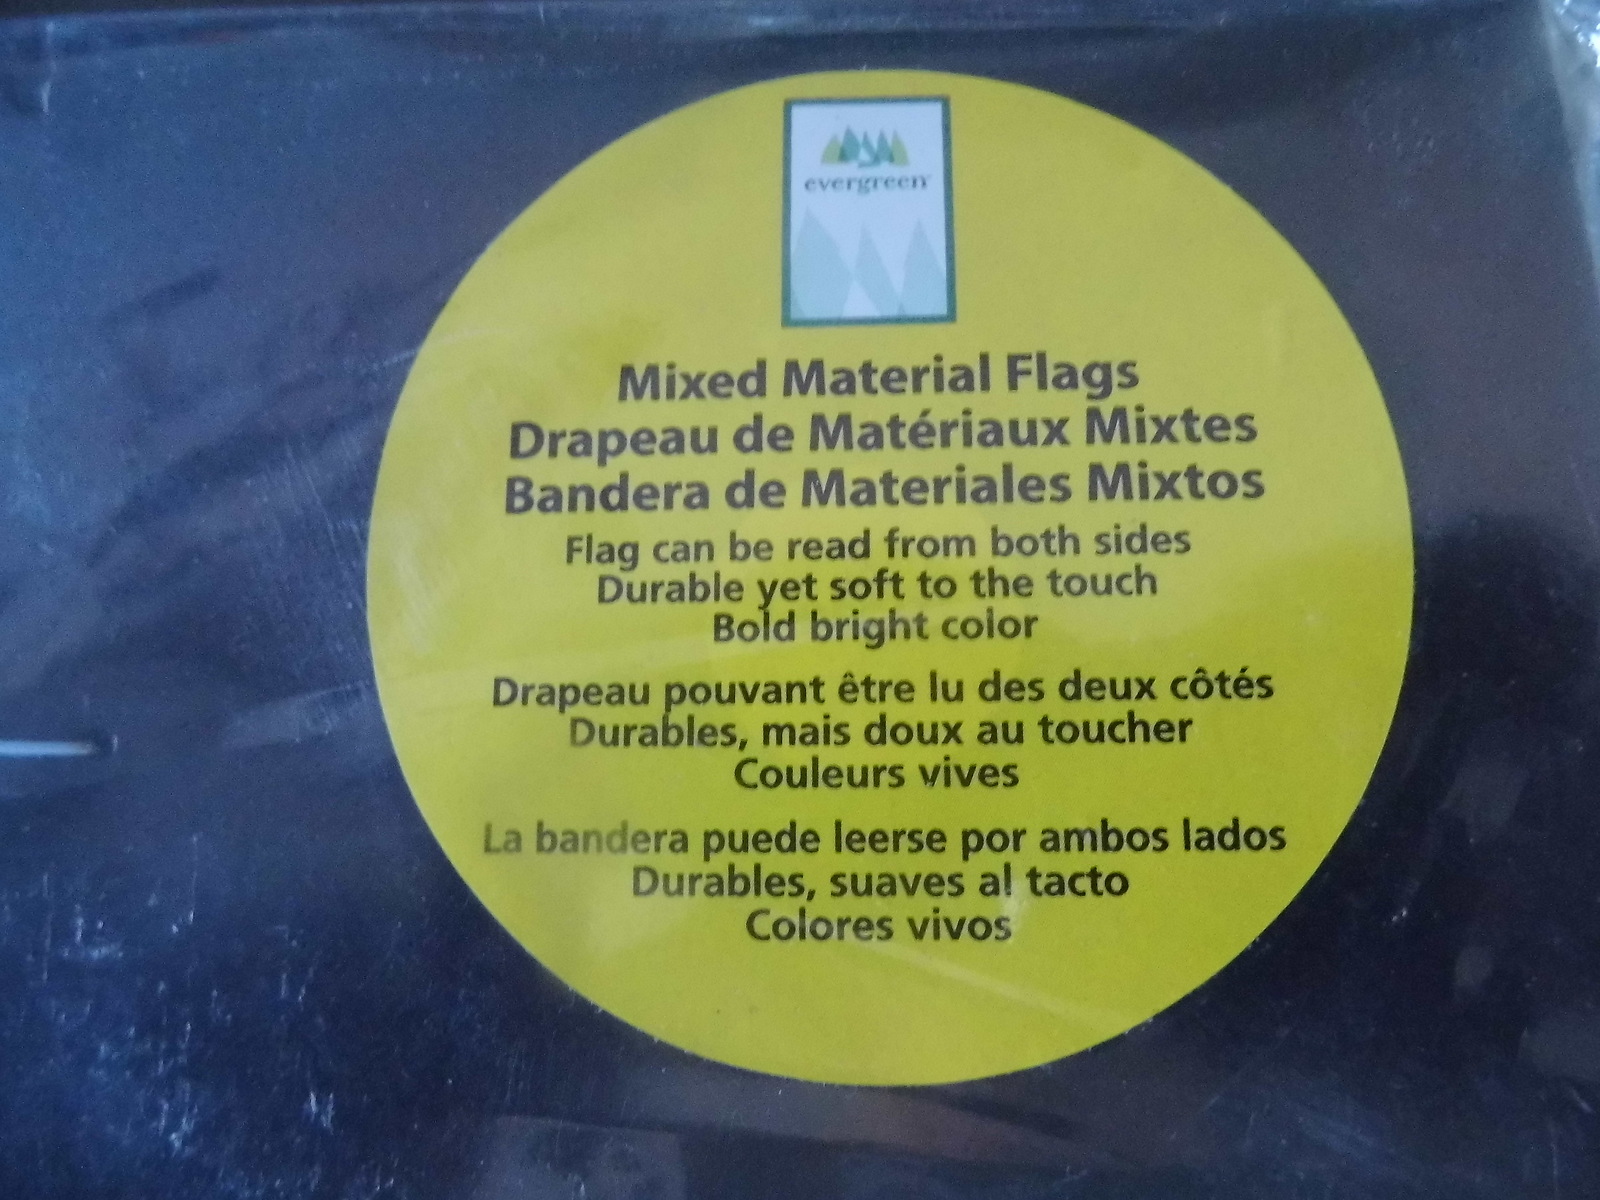 evergreen
Mixed Material Flags
Drapeau de Matériaux Mixtes
Bandera de Materiales Mixtos
Flag can be read from both sides
Durable yet soft to the touch
Bold bright color
Drapeau pouvant être lu des deux côtés
Durables, mais doux au toucher
Couleurs vives
La bandera puede leerse por ambos lados
Durables, suaves al tacto
Colores vivos